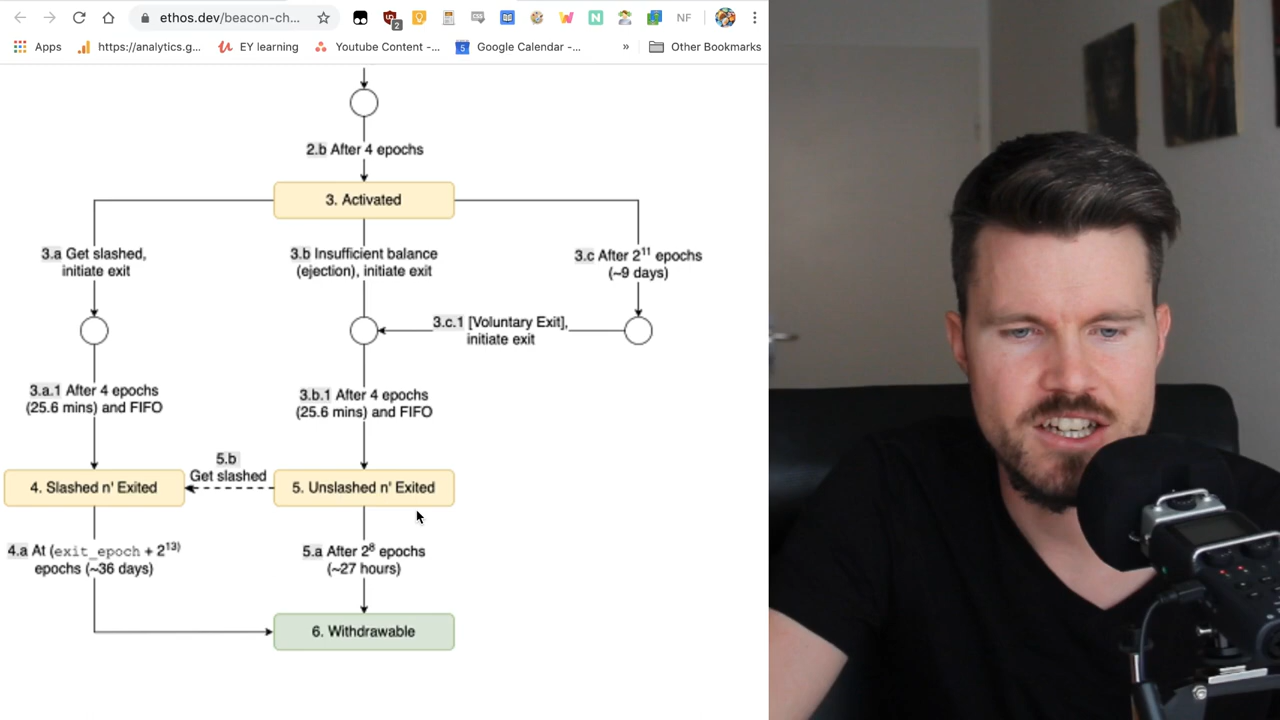 ethos.dev/beacon-ch...
2
NF
Apps
https://analytics.g...
EY learning
Youtube Content -...
5
Google Calendar -...
»
Other Bookmarks
2.b After 4 epochs
3. Activated
3.a Get slashed,
initiate exit
3.b Insufficient balance
(ejection), initiate exit
3.c After 2¹¹ epochs
(~9 days)
3.c.1 [Voluntary Exit],
initiate exit
3.a.1 After 4 epochs
(25.6 mins) and FIFO
3.b.1 After 4 epochs
(25.6 mins) and FIFO
5.b
Get slashed
4. Slashed n' Exited
5. Unslashed n' Exited
4.a At (exit_epoch + 2¹³)
epochs (~36 days)
5.a After 2⁸ epochs
(~27 hours)
6. Withdrawable